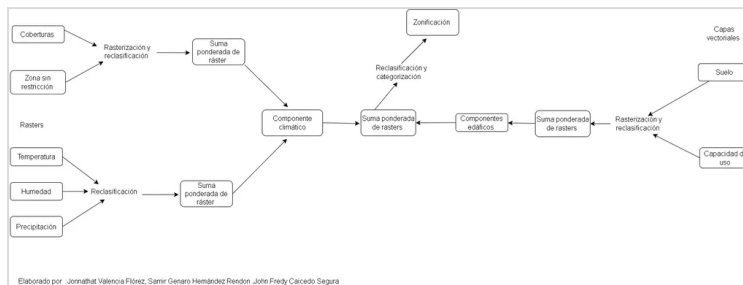 Coberturas
Zona sin
restricción
Rasterización y
reclasificación
Suma
ponderada de
ráster
Rasters
Temperatura
Humedad
Precipitación
Reclasificación
Suma
ponderada de
ráster
Componente
climático
Zonificación
Reclasificación y
categorización
Suma ponderada
de rasters
Componentes
edáficos
Suma ponderada
de rasters
Rasterización y
reclasificación
Capas
vectoriales
Suelo
Capacidad d
uso
Elaborado por :Jonnathat Valencia Flórez, Samir Genaro Hernández Rendon ,John Fredy Caicedo Segura